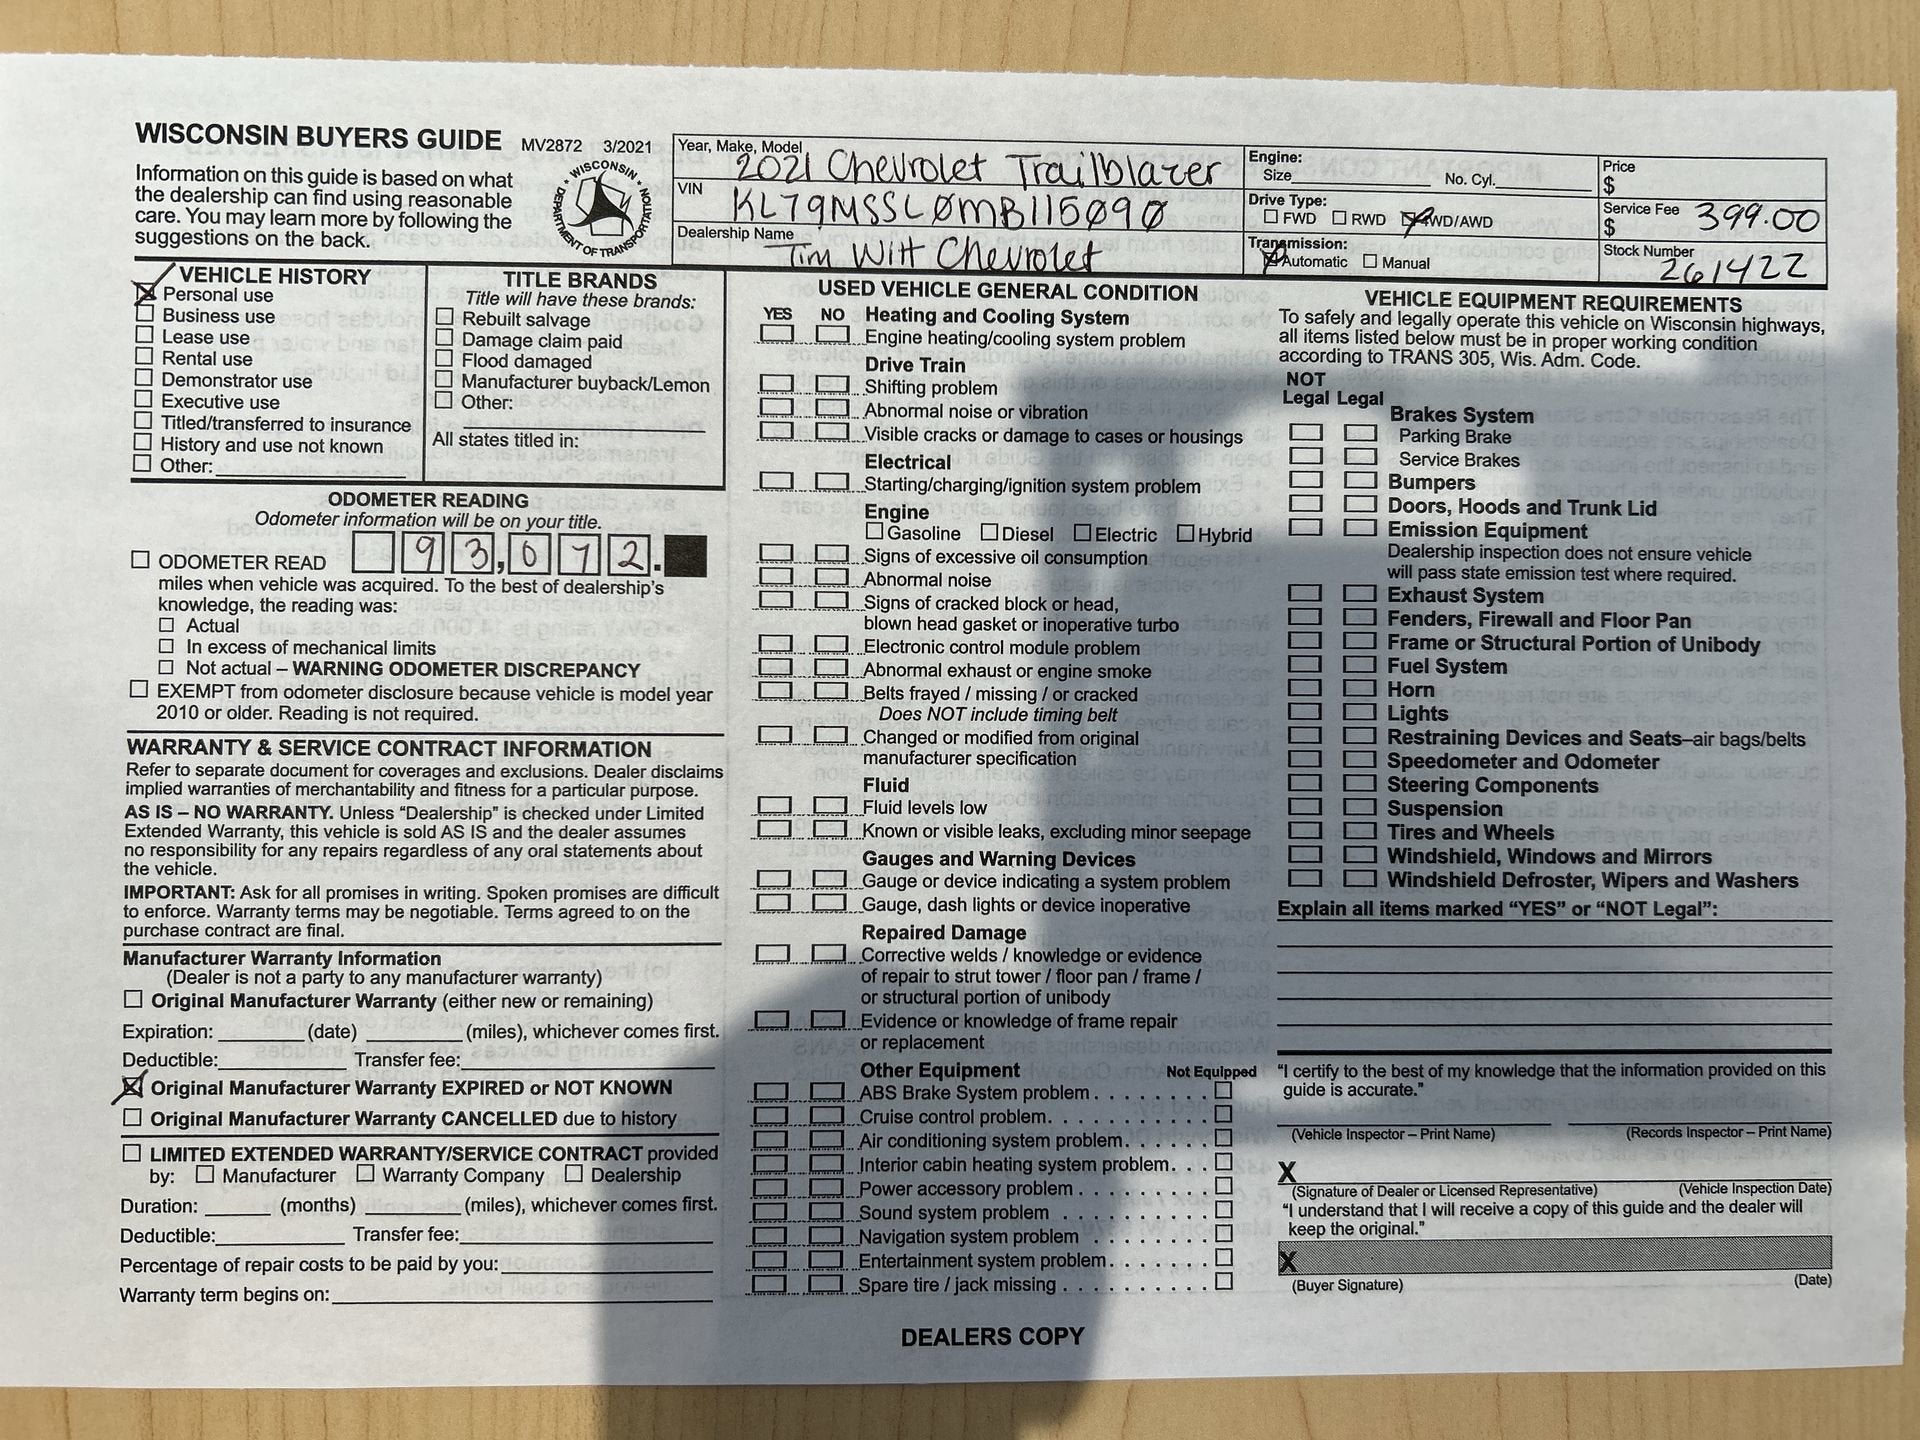 WISCONSIN BUYERS GUIDE MV2872 3/2021
Information on this guide is based on what
the dealership can find using reasonable
care. You may learn more by following the
suggestions on the back.
WISCONSIN DEPARTMENT OF TRANSPORTATION
Year, Make, Model
2021 Chevrolet Trailblazer
VIN
KL79MSSL0MB115090
Dealership Name
Tim Witt Chevrolet
Engine:
Size No. Cyl.
Drive Type:
FWD RWD 4WD/AWD
Transmission:
Automatic Manual
Price
$
Service Fee
$ 399.00
Stock Number
261422
VEHICLE HISTORY
Personal use
Business use
Lease use
Rental use
Demonstrator use
Executive use
Titled/transferred to insurance
History and use not known
Other:
TITLE BRANDS
Title will have these brands:
Rebuilt salvage
Damage claim paid
Flood damaged
Manufacturer buyback/Lemon
Other:
All states titled in:
ODOMETER READING
Odometer information will be on your title.
ODOMETER READ 93,072.
miles when vehicle was acquired. To the best of dealership's
knowledge, the reading was:
Actual
In excess of mechanical limits
Not actual – WARNING ODOMETER DISCREPANCY
EXEMPT from odometer disclosure because vehicle is model year
2010 or older. Reading is not required.
WARRANTY & SERVICE CONTRACT INFORMATION
Refer to separate document for coverages and exclusions. Dealer disclaims
implied warranties of merchantability and fitness for a particular purpose.
AS IS – NO WARRANTY. Unless "Dealership" is checked under Limited
Extended Warranty, this vehicle is sold AS IS and the dealer assumes
no responsibility for any repairs regardless of any oral statements about
the vehicle.
IMPORTANT: Ask for all promises in writing. Spoken promises are difficult
to enforce. Warranty terms may be negotiable. Terms agreed to on the
purchase contract are final.
Manufacturer Warranty Information
(Dealer is not a party to any manufacturer warranty)
Original Manufacturer Warranty (either new or remaining)
Expiration: (date) (miles), whichever comes first.
Deductible: Transfer fee:
Original Manufacturer Warranty EXPIRED or NOT KNOWN
Original Manufacturer Warranty CANCELLED due to history
LIMITED EXTENDED WARRANTY/SERVICE CONTRACT provided
by: Manufacturer Warranty Company Dealership
Duration: (months) (miles), whichever comes first.
Deductible: Transfer fee:
Percentage of repair costs to be paid by you:
Warranty term begins on:
USED VEHICLE GENERAL CONDITION
YES NO Heating and Cooling System
Engine heating/cooling system problem
Drive Train
Shifting problem
Abnormal noise or vibration
Visible cracks or damage to cases or housings
Electrical
Starting/charging/ignition system problem
Engine
Gasoline Diesel Electric Hybrid
Signs of excessive oil consumption
Abnormal noise
Signs of cracked block or head,
blown head gasket or inoperative turbo
Electronic control module problem
Abnormal exhaust or engine smoke
Belts frayed / missing / or cracked
Does NOT include timing belt
Changed or modified from original
manufacturer specification
Fluid
Fluid levels low
Known or visible leaks, excluding minor seepage
Gauges and Warning Devices
Gauge or device indicating a system problem
Gauge, dash lights or device inoperative
Repaired Damage
Corrective welds / knowledge or evidence
of repair to strut tower / floor pan / frame /
or structural portion of unibody
Evidence or knowledge of frame repair
or replacement
Other Equipment Not Equipped
ABS Brake System problem
Cruise control problem
Air conditioning system problem
Interior cabin heating system problem
Power accessory problem
Sound system problem
Navigation system problem
Entertainment system problem
Spare tire / jack missing
VEHICLE EQUIPMENT REQUIREMENTS
To safely and legally operate this vehicle on Wisconsin highways,
all items listed below must be in proper working condition
according to TRANS 305, Wis. Adm. Code.
NOT
Legal Legal
Brakes System
Parking Brake
Service Brakes
Bumpers
Doors, Hoods and Trunk Lid
Emission Equipment
Dealership inspection does not ensure vehicle
will pass state emission test where required.
Exhaust System
Fenders, Firewall and Floor Pan
Frame or Structural Portion of Unibody
Fuel System
Horn
Lights
Restraining Devices and Seats–air bags/belts
Speedometer and Odometer
Steering Components
Suspension
Tires and Wheels
Windshield, Windows and Mirrors
Windshield Defroster, Wipers and Washers
Explain all items marked "YES" or "NOT Legal":
"I certify to the best of my knowledge that the information provided on this
guide is accurate."
(Vehicle Inspector – Print Name) (Records Inspector – Print Name)
X
(Signature of Dealer or Licensed Representative) (Vehicle Inspection Date)
"I understand that I will receive a copy of this guide and the dealer will
keep the original."
X
(Buyer Signature) (Date)
DEALERS COPY